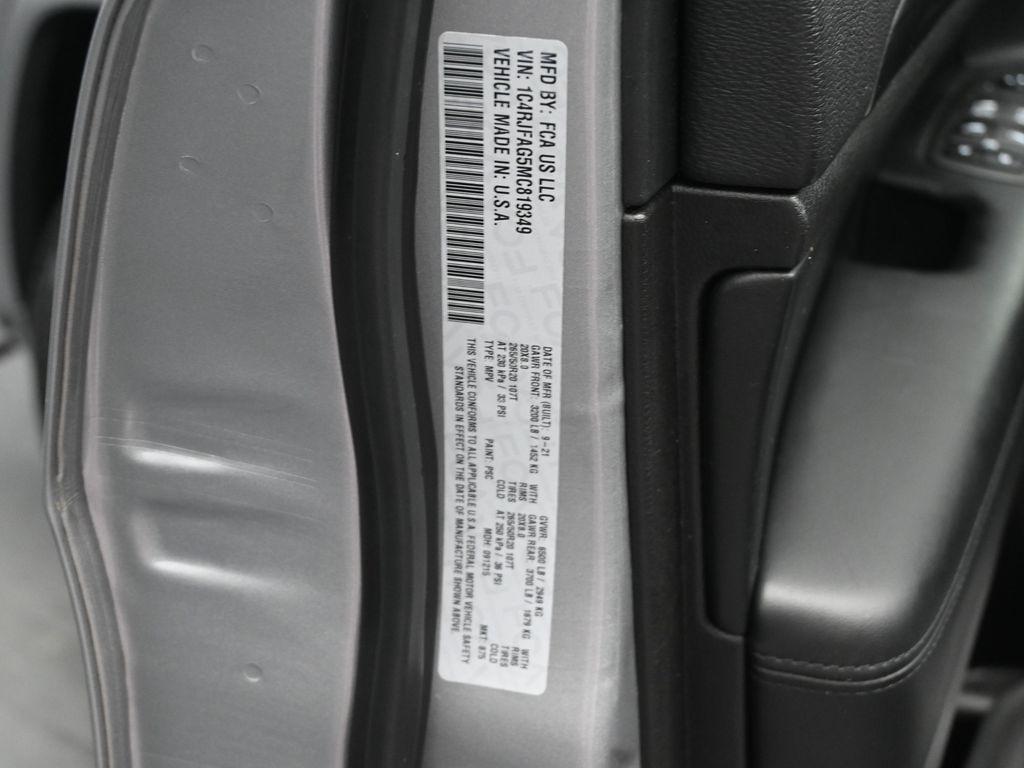 MFD BY: FCA US LLC
VIN: 1C4RJFAG5MC819349
VEHICLE MADE IN: U.S.A.
DATE OF MFR (BUILT): 9-21 GVWR: 6500 LB / 2949 KG
GAWR FRONT: 3200 LB / 1452 KG WITH GAWR REAR: 3700 LB / 1679 KG WITH
20X8.0 RIMS 20X8.0 RIMS
265/50R20 107T TIRES 265/50R20 107T TIRES
AT 230 kPa / 33 PSI COLD AT 250 kPa / 36 PSI COLD
TYPE: MPV PAINT: PSC MDH: 091215 MKT: 875
THIS VEHICLE CONFORMS TO ALL APPLICABLE U.S.A. FEDERAL MOTOR VEHICLE SAFETY
STANDARDS IN EFFECT ON THE DATE OF MANUFACTURE SHOWN ABOVE.